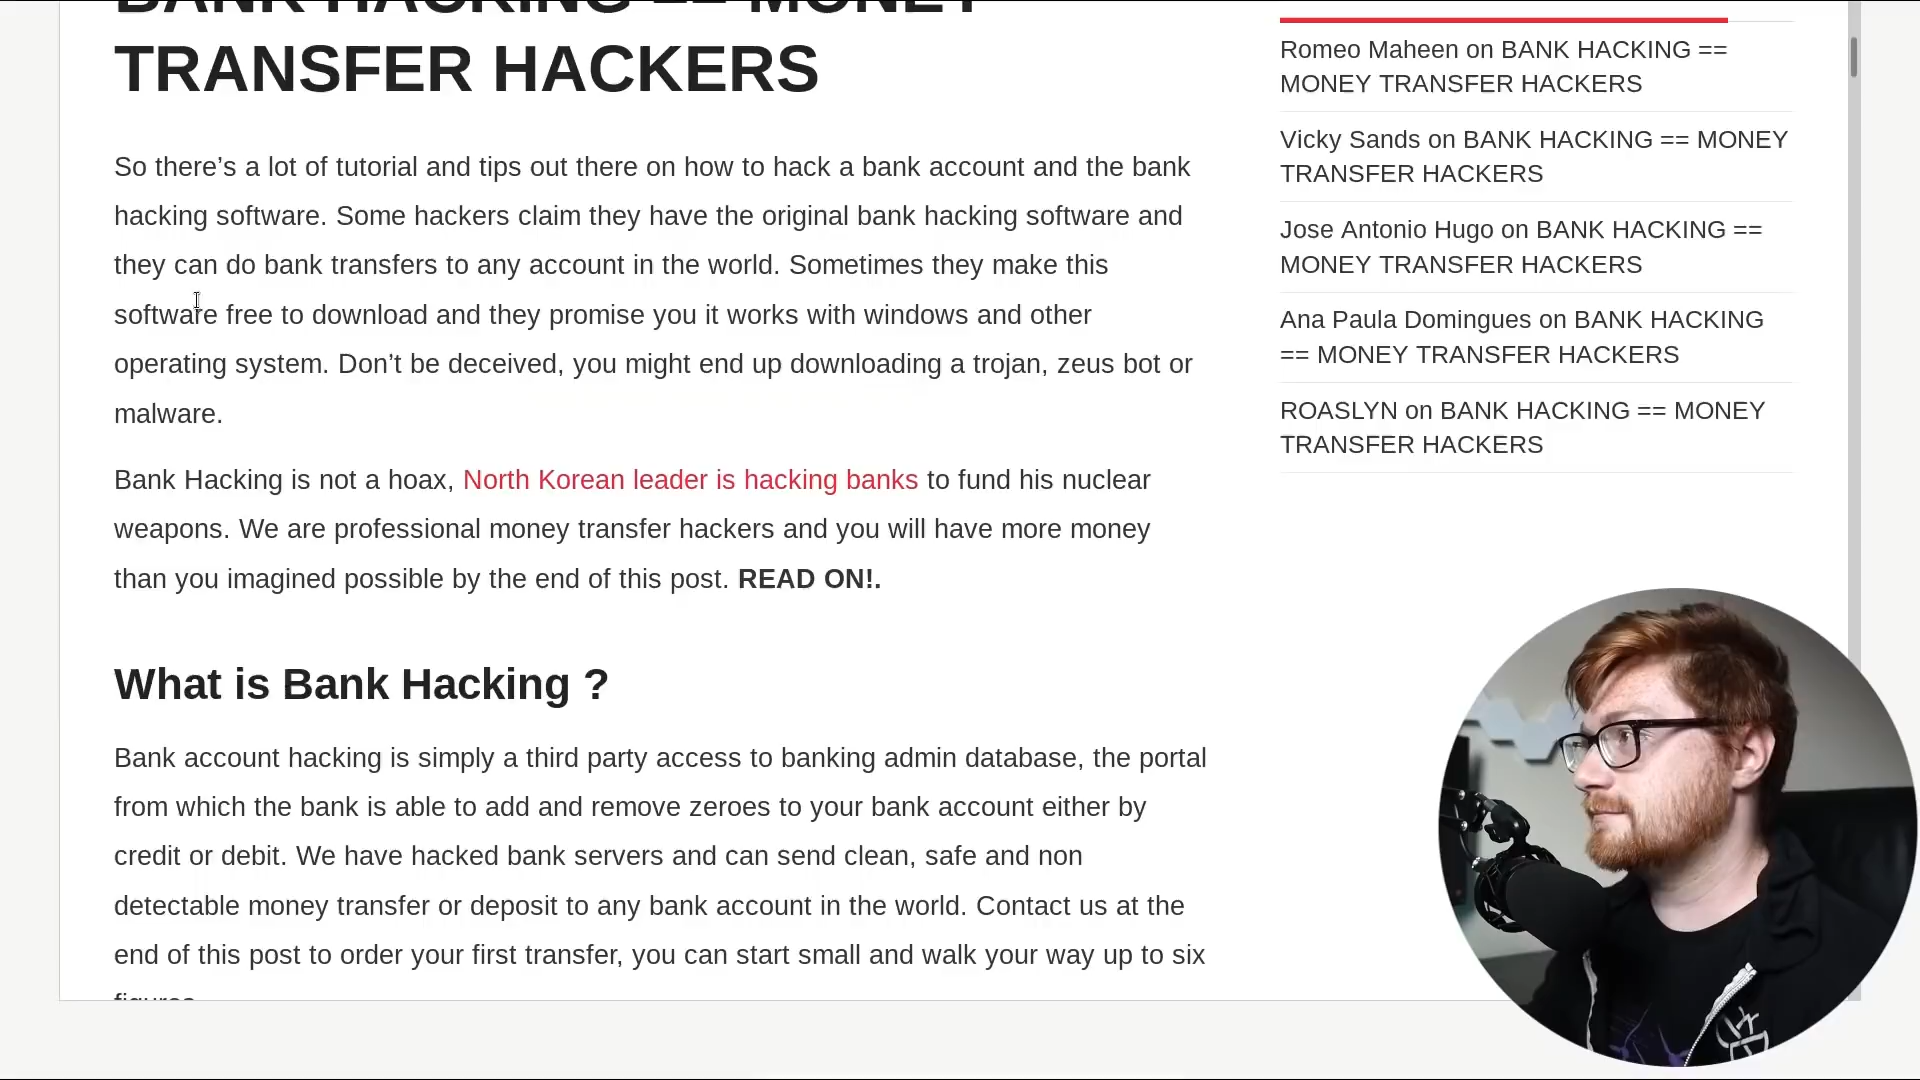 BANK HACKING == MONEY
TRANSFER HACKERS
So there’s a lot of tutorial and tips out there on how to hack a bank account and the bank
hacking software. Some hackers claim they have the original bank hacking software and
they can do bank transfers to any account in the world. Sometimes they make this
software free to download and they promise you it works with windows and other
operating system. Don’t be deceived, you might end up downloading a trojan, zeus bot or
malware.
Bank Hacking is not a hoax, North Korean leader is hacking banks to fund his nuclear
weapons. We are professional money transfer hackers and you will have more money
than you imagined possible by the end of this post. READ ON!.
What is Bank Hacking ?
Bank account hacking is simply a third party access to banking admin database, the portal
from which the bank is able to add and remove zeroes to your bank account either by
credit or debit. We have hacked bank servers and can send clean, safe and non
detectable money transfer or deposit to any bank account in the world. Contact us at the
end of this post to order your first transfer, you can start small and walk your way up to six
figures.
Romeo Maheen on BANK HACKING ==
MONEY TRANSFER HACKERS
Vicky Sands on BANK HACKING == MONEY
TRANSFER HACKERS
Jose Antonio Hugo on BANK HACKING ==
MONEY TRANSFER HACKERS
Ana Paula Domingues on BANK HACKING
== MONEY TRANSFER HACKERS
ROASLYN on BANK HACKING == MONEY
TRANSFER HACKERS